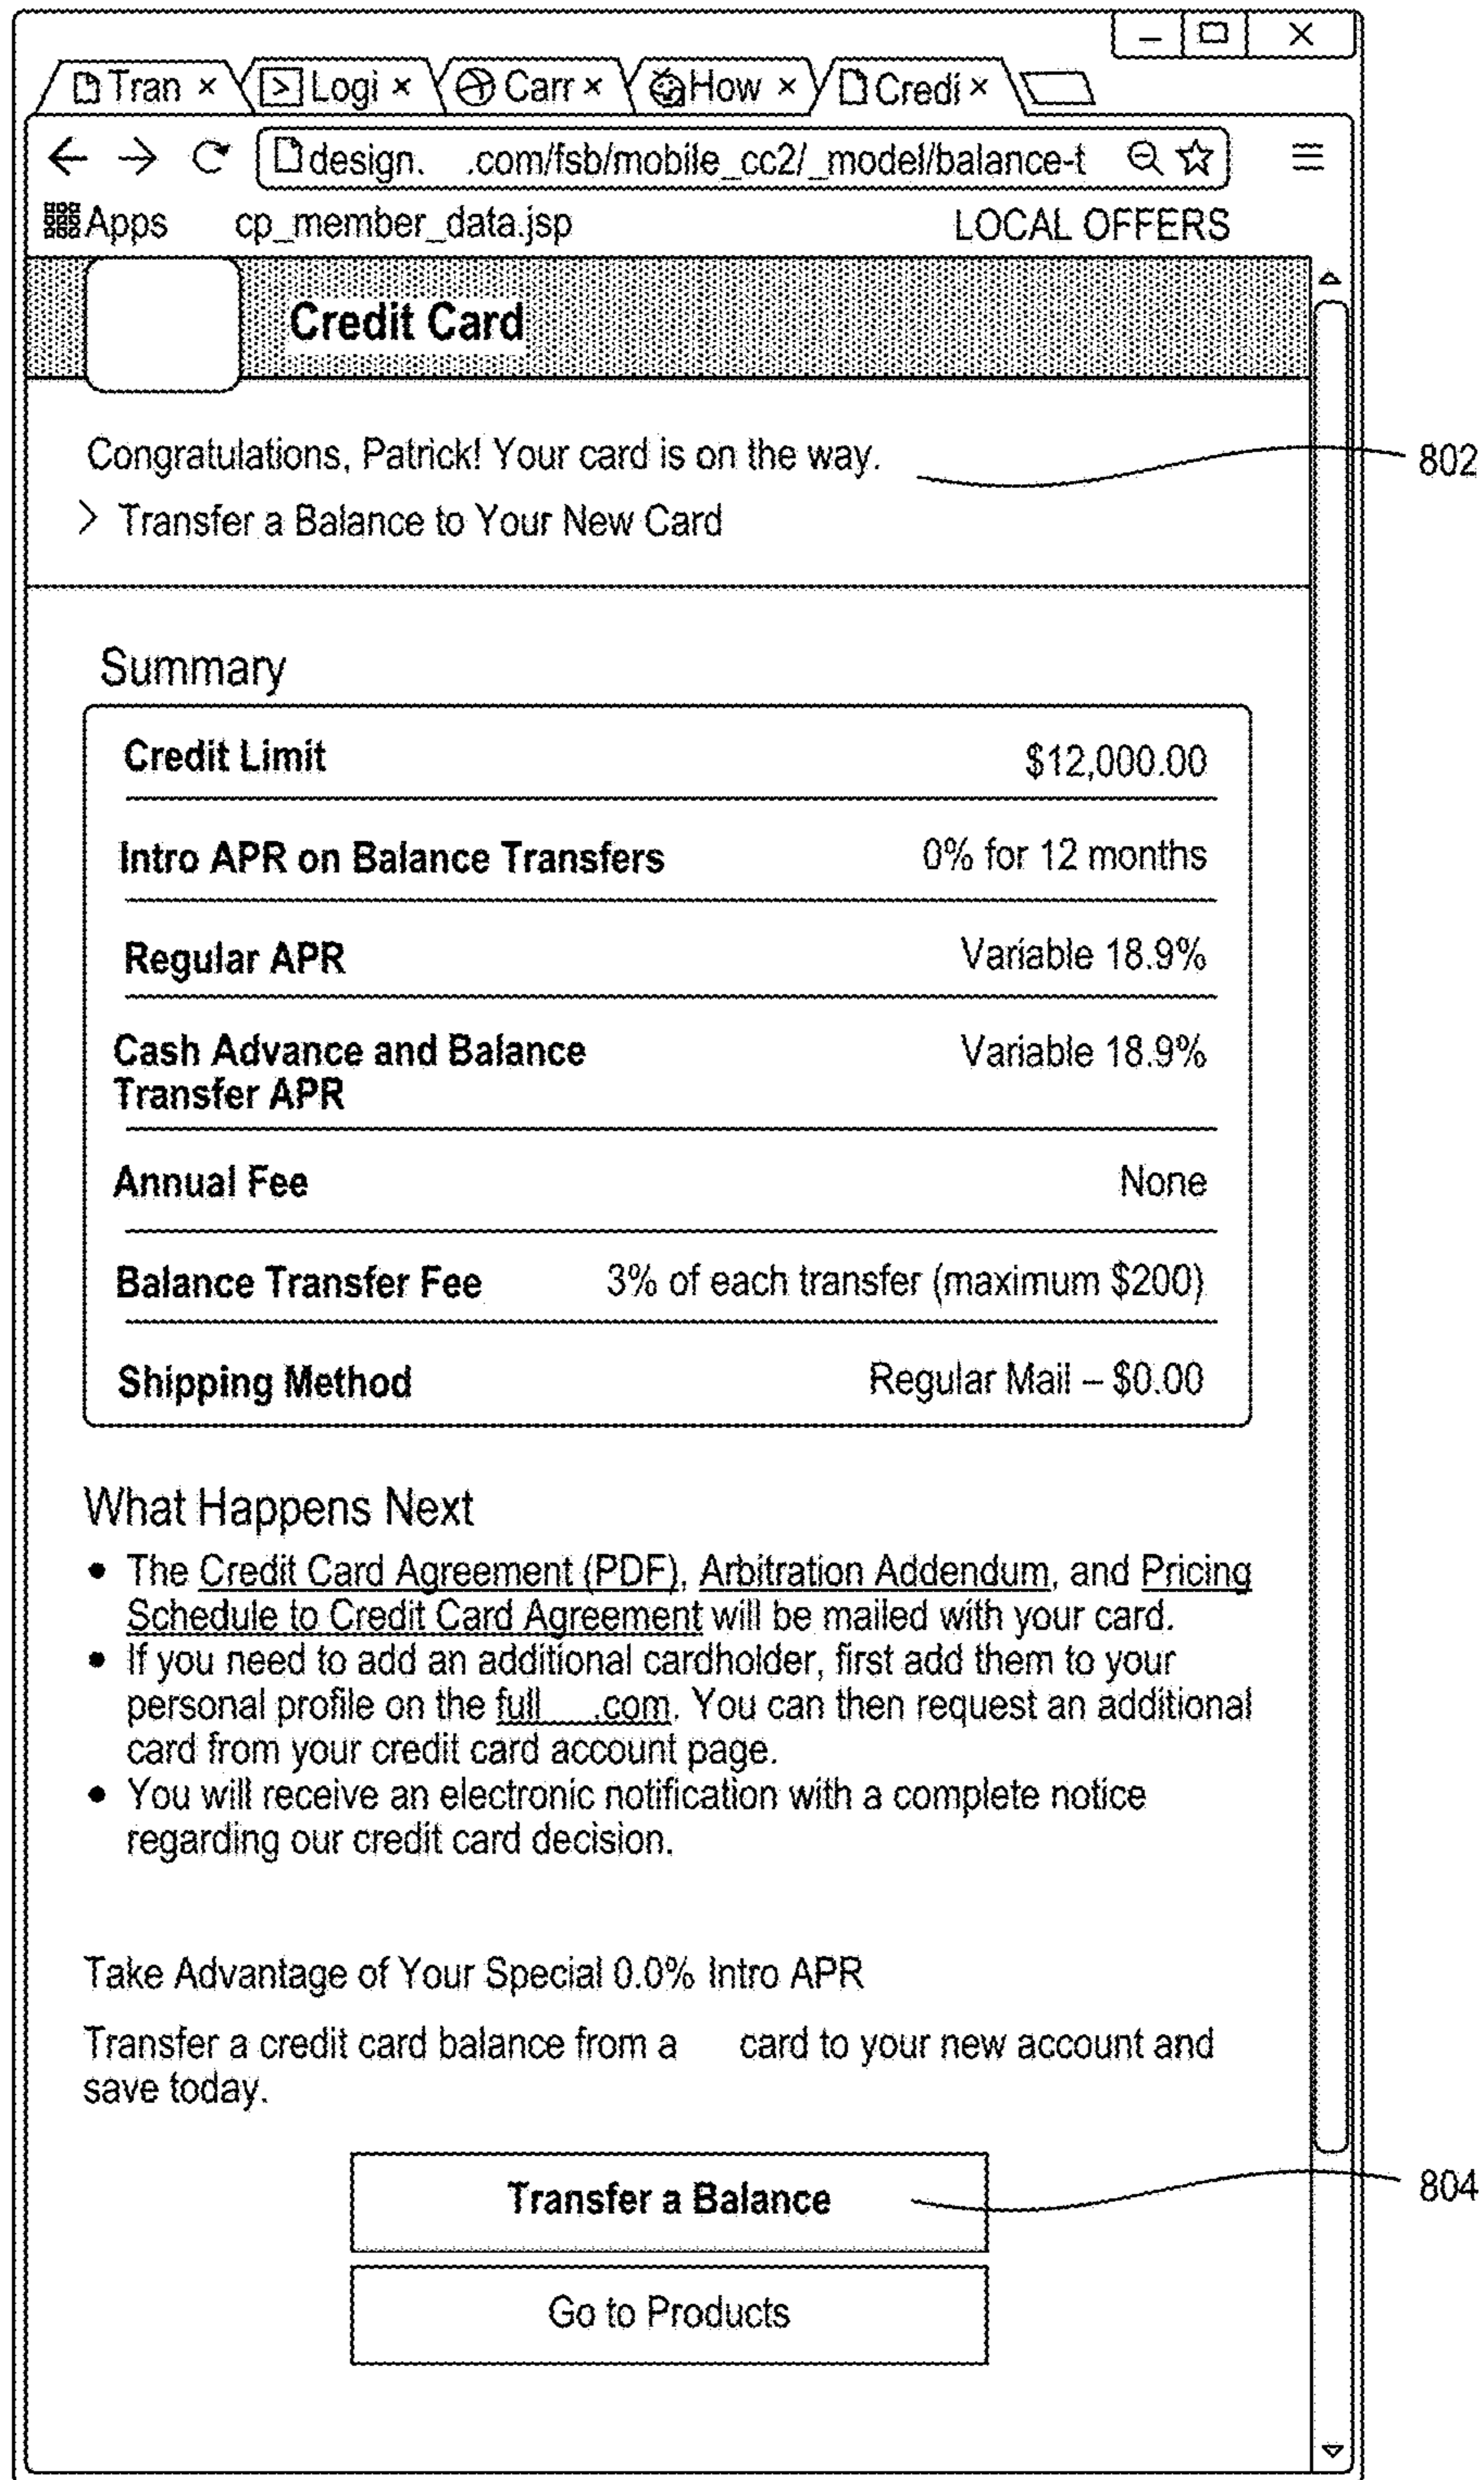 Tran × Logi × Carr × How × Credi ×
design. .com/fsb/mobile_cc2/_model/balance-t
Apps cp_member_data.jsp LOCAL OFFERS
Credit Card
Congratulations, Patrick! Your card is on the way.
802
> Transfer a Balance to Your New Card
Summary
Credit Limit $12,000.00
Intro APR on Balance Transfers 0% for 12 months
Regular APR Variable 18.9%
Cash Advance and Balance Variable 18.9%
Transfer APR
Annual Fee None
Balance Transfer Fee 3% of each transfer (maximum $200)
Shipping Method Regular Mail – $0.00
What Happens Next
• The Credit Card Agreement (PDF), Arbitration Addendum, and Pricing
Schedule to Credit Card Agreement will be mailed with your card.
• If you need to add an additional cardholder, first add them to your
personal profile on the full .com. You can then request an additional
card from your credit card account page.
• You will receive an electronic notification with a complete notice
regarding our credit card decision.
Take Advantage of Your Special 0.0% Intro APR
Transfer a credit card balance from a card to your new account and
save today.
Transfer a Balance
804
Go to Products